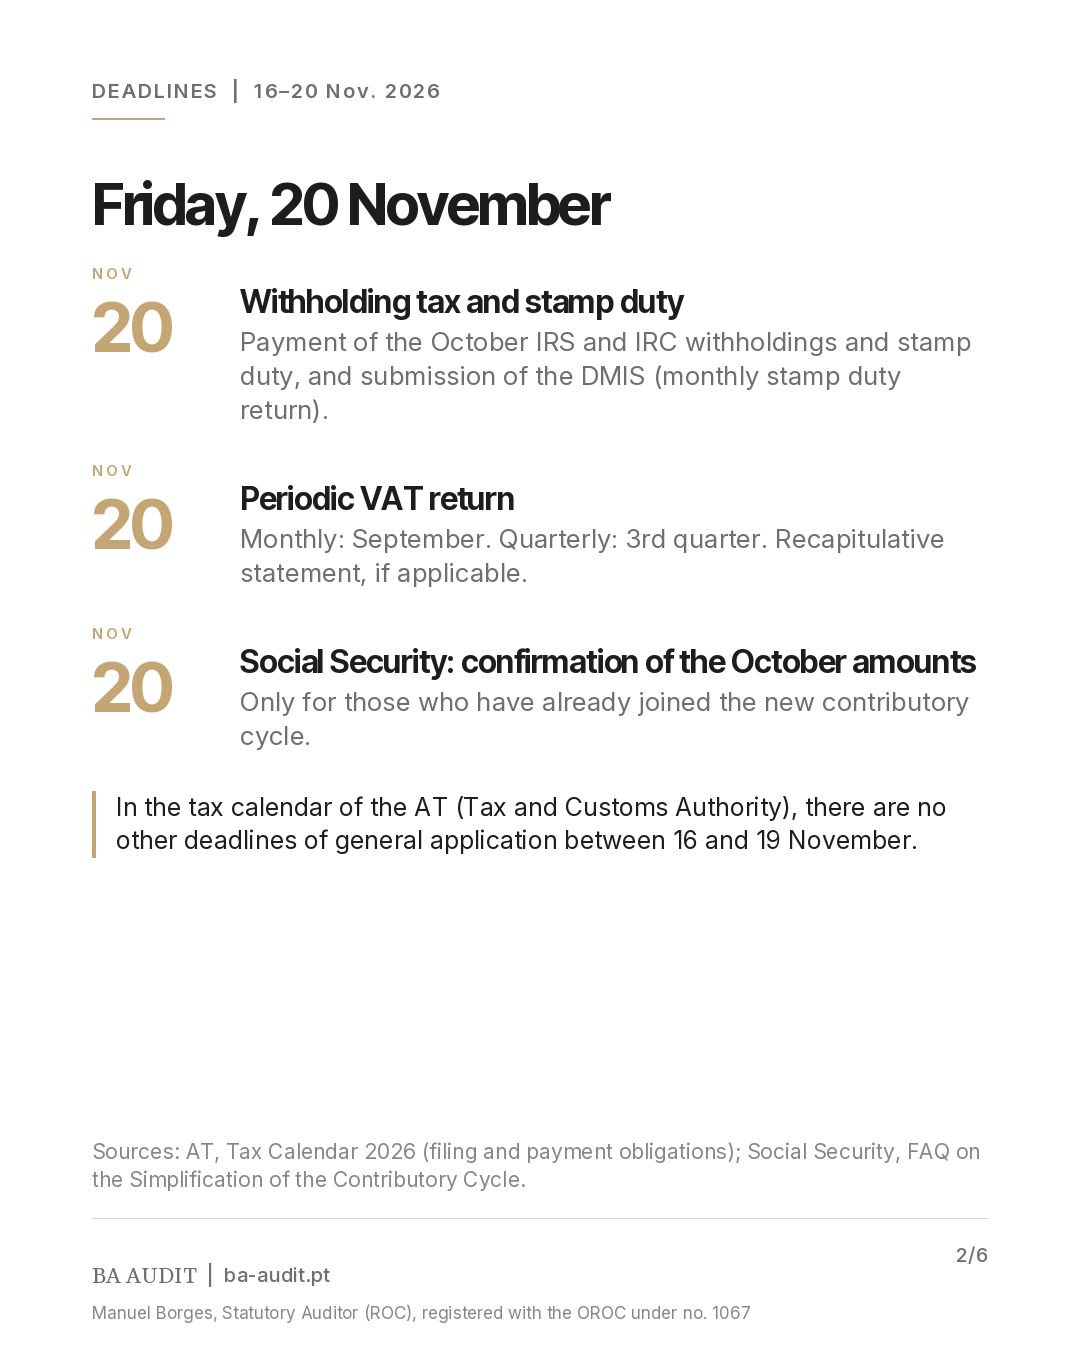 DEADLINES | 16–20 Nov. 2026
Friday, 20 November
NOV
20
Withholding tax and stamp duty
Payment of the October IRS and IRC withholdings and stamp
duty, and submission of the DMIS (monthly stamp duty
return).
NOV
20
Periodic VAT return
Monthly: September. Quarterly: 3rd quarter. Recapitulative
statement, if applicable.
NOV
20
Social Security: confirmation of the October amounts
Only for those who have already joined the new contributory
cycle.
In the tax calendar of the AT (Tax and Customs Authority), there are no
other deadlines of general application between 16 and 19 November.
Sources: AT, Tax Calendar 2026 (filing and payment obligations); Social Security, FAQ on
the Simplification of the Contributory Cycle.
2/6
BA AUDIT | ba-audit.pt
Manuel Borges, Statutory Auditor (ROC), registered with the OROC under no. 1067